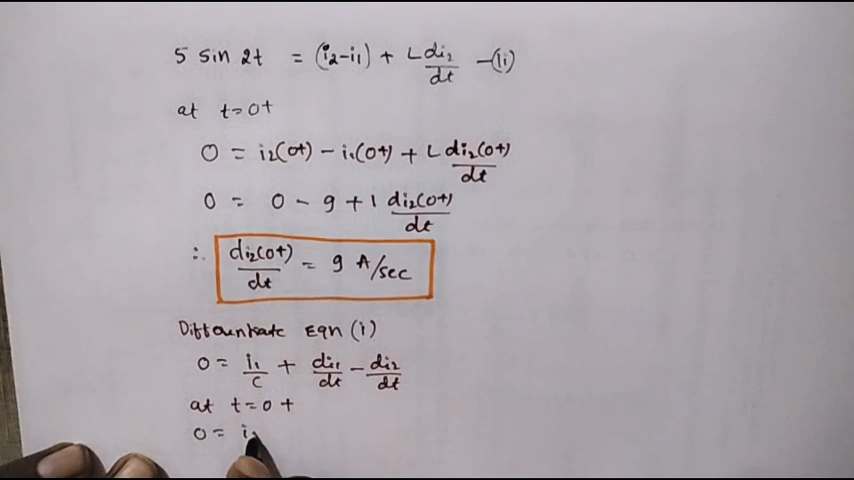 5 sin 2t = (i₂-i₁) + L di₂/dt -(ii)
at t=0+
0 = i₂(0+) - i₁(0+) + L di₂(0+)/dt
0 = 0 - 9 + 1 di₂(0+)/dt
∴ di₂(0+)/dt = 9 A/sec
Differentiate Eqn (i)
0 = i₁/C + di₁/dt - di₂/dt
at t=0+
0 = i